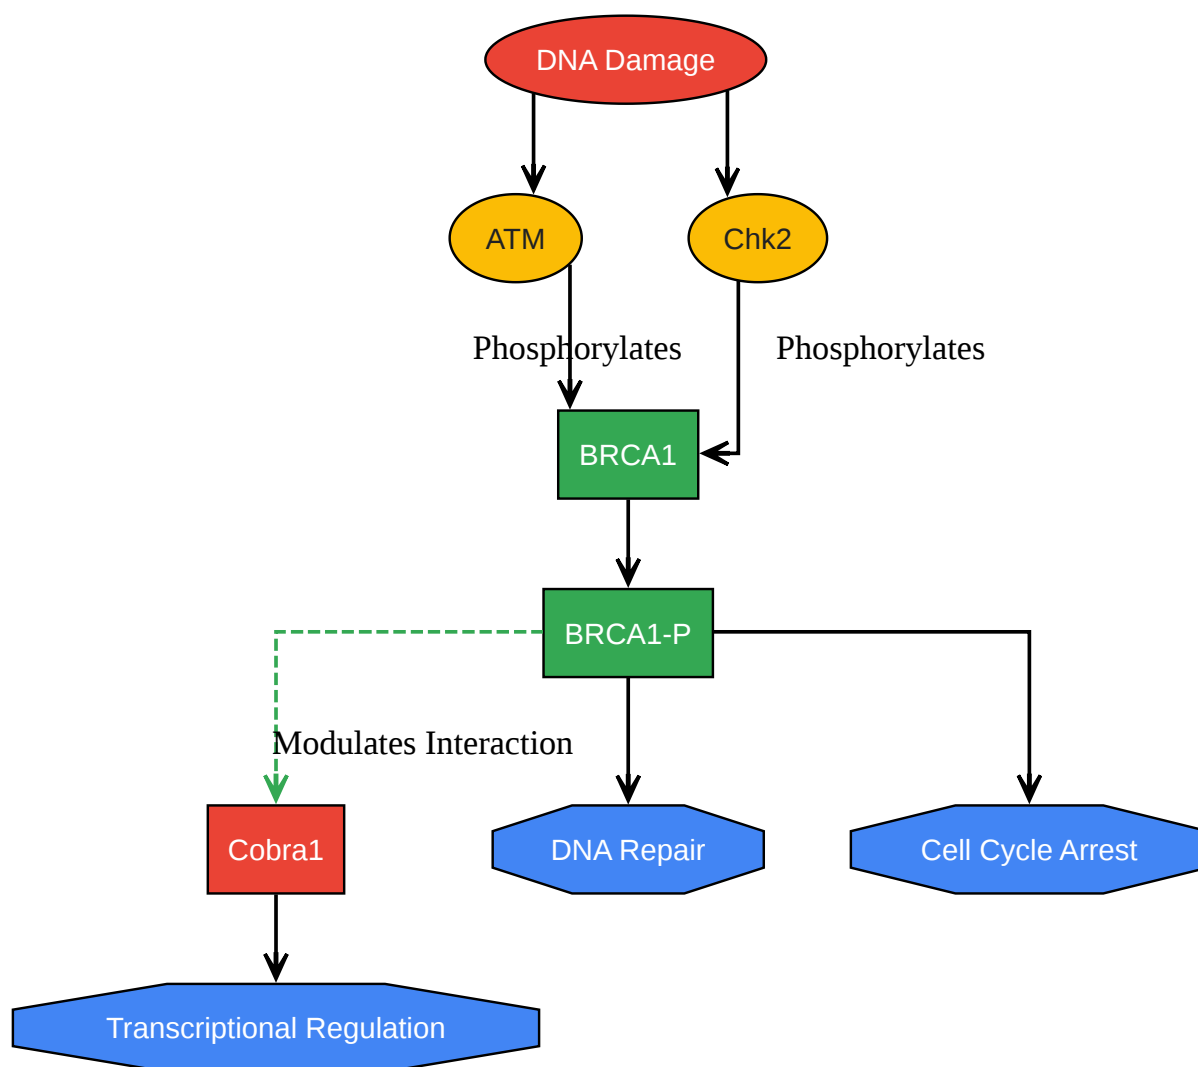 DNA Damage
ATM
Chk2
Phosphorylates
Phosphorylates
BRCA1
BRCA1-P
Modulates Interaction
Cobra1
DNA Repair
Cell Cycle Arrest
Transcriptional Regulation